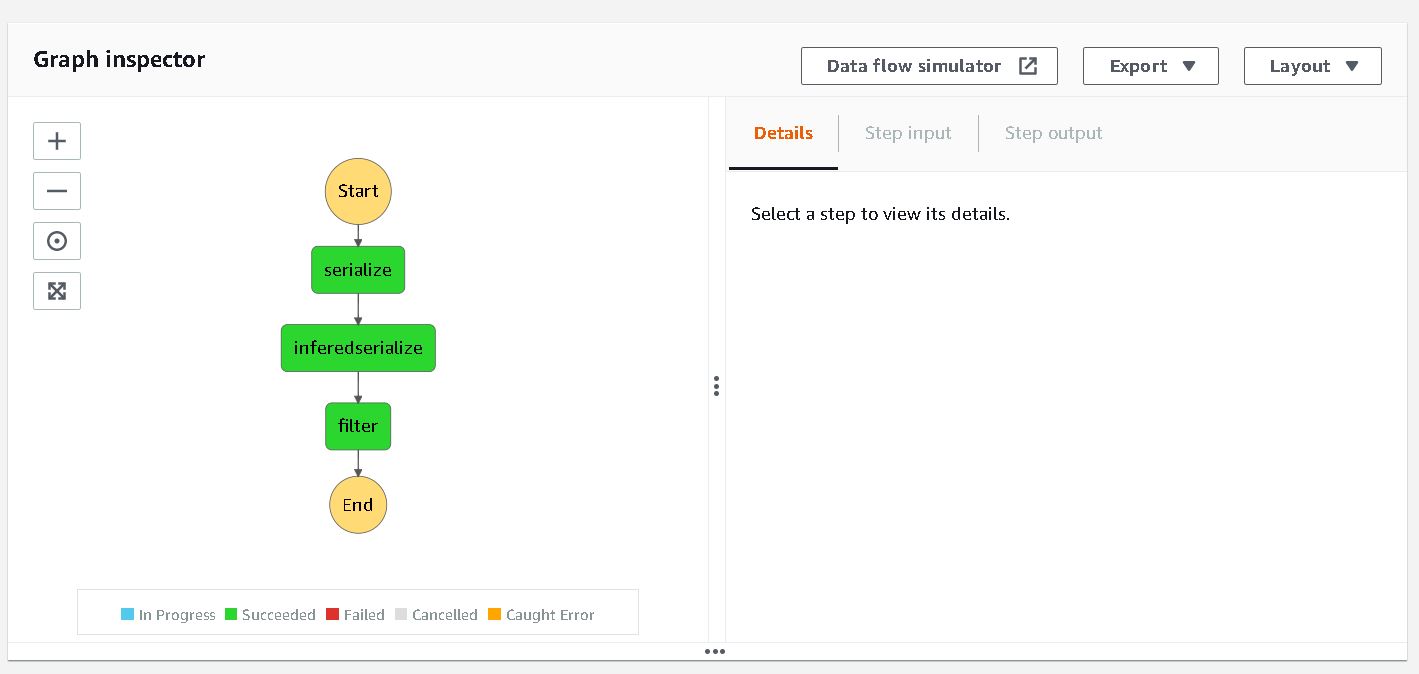 Graph inspector
Data flow simulator
Export
Layout
Details
Step input
Step output
Select a step to view its details.
Start
serialize
inferedserialize
filter
End
In Progress
Succeeded
Failed
Cancelled
Caught Error